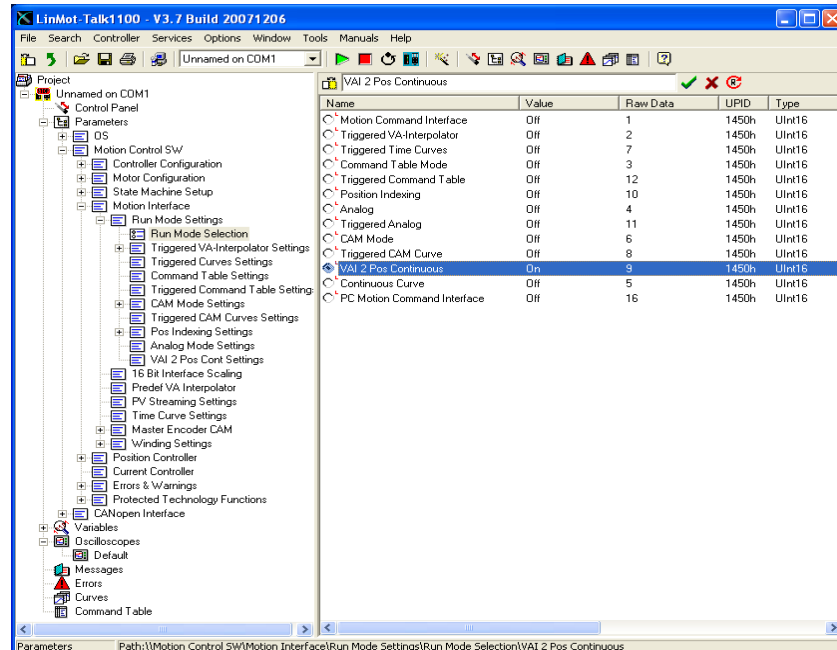 LinMot-Talk1100 - V3.7 Build 20071206
File Search Controller Services Options Window Tools Manuals Help
Unnamed on COM1
Project
Unnamed on COM1
Control Panel
Parameters
OS
Motion Control SW
Controller Configuration
Motor Configuration
State Machine Setup
Motion Interface
Run Mode Settings
Run Mode Selection
Triggered VA-Interpolator Settings
Triggered Curves Settings
Command Table Settings
Triggered Command Table Setting
CAM Mode Settings
Triggered CAM Curves Settings
Pos Indexing Settings
Analog Mode Settings
VAI 2 Pos Cont Settings
16 Bit Interface Scaling
Predef VA Interpolator
PV Streaming Settings
Time Curve Settings
Master Encoder CAM
Winding Settings
Position Controller
Current Controller
Errors & Warnings
Protected Technology Functions
CANopen Interface
Variables
Oscilloscopes
Default
Messages
Errors
Curves
Command Table
VAI 2 Pos Continuous
Name Value Raw Data UPID Type
Motion Command Interface Off 1 1450h UInt16
Triggered VA-Interpolator Off 2 1450h UInt16
Triggered Time Curves Off 7 1450h UInt16
Command Table Mode Off 3 1450h UInt16
Triggered Command Table Off 12 1450h UInt16
Position Indexing Off 10 1450h UInt16
Analog Off 4 1450h UInt16
Triggered Analog Off 11 1450h UInt16
CAM Mode Off 6 1450h UInt16
Triggered CAM Curve Off 8 1450h UInt16
VAI 2 Pos Continuous On 9 1450h UInt16
Continuous Curve Off 5 1450h UInt16
PC Motion Command Interface Off 16 1450h UInt16
Parameters Path:\\Motion Control SW\Motion Interface\Run Mode Settings\Run Mode Selection\VAI 2 Pos Continuous